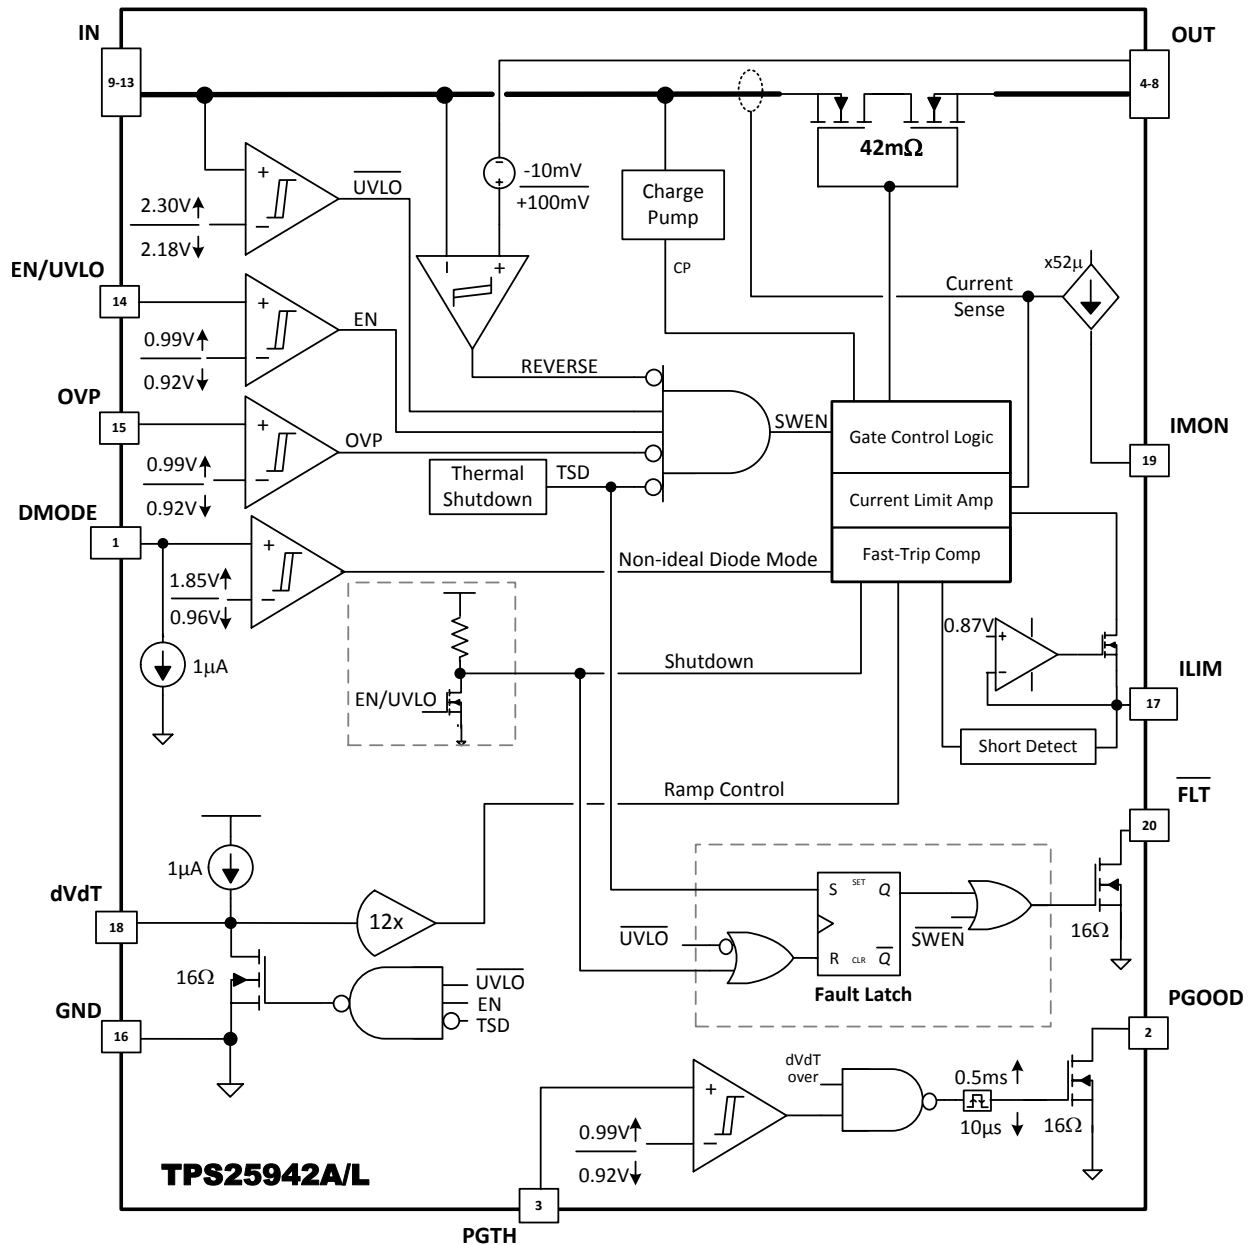 IN
OUT
9-13
4-8
42mΩ
+
UVLO
-10mV
+100mV
−
+
Charge
Pump
2.30V
−
2.18V
EN/UVLO
x52µ
CP
Current
Sense
14
+
−
+
EN
0.99V
−
0.92V
REVERSE
OVP
SWEN
IMON
15
+
Gate Control Logic
OVP
19
0.99V
−
0.92V
Thermal
Shutdown
TSD
Current Limit Amp
DMODE
1
+
Non-ideal Diode Mode
Fast-Trip Comp
1.85V
−
0.96V
0.87V
+
−
1µA
Shutdown
EN/UVLO
ILIM
17
Short Detect
Ramp Control
FLT
20
1µA
dVdT
18
12x
S
SET
Q
UVLO
SWEN
16Ω
R
CLR
Q
Fault Latch
16Ω
UVLO
EN
TSD
GND
16
PGOOD
2
dVdT
over
+
0.5ms
10µs
16Ω
0.99V
−
0.92V
TPS25942A/L
3
PGTH